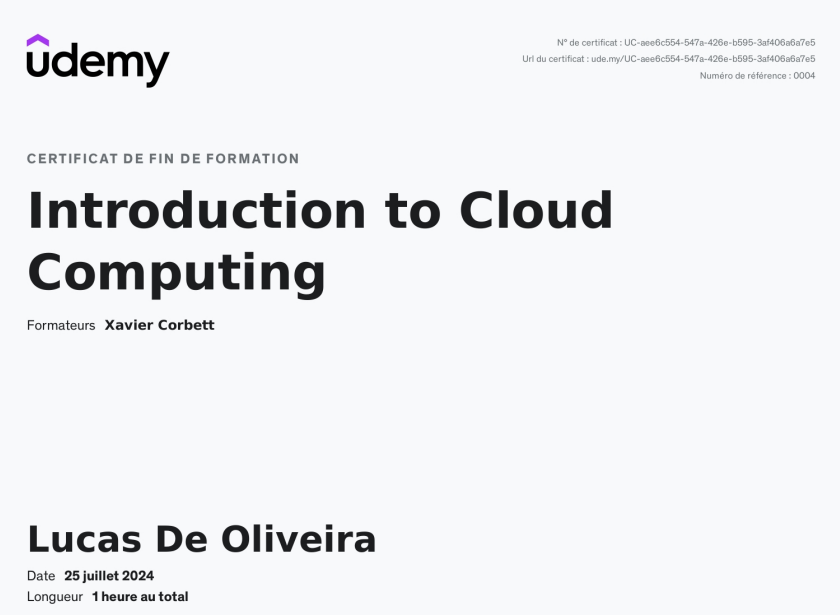 udemy
N° de certificat : UC-aee6c554-547a-426e-b595-3af406a6a7e5
Url du certificat : ude.my/UC-aee6c554-547a-426e-b595-3af406a6a7e5
Numéro de référence : 0004
CERTIFICAT DE FIN DE FORMATION
Introduction to Cloud
Computing
Formateurs Xavier Corbett
Lucas De Oliveira
Date 25 juillet 2024
Longueur 1 heure au total